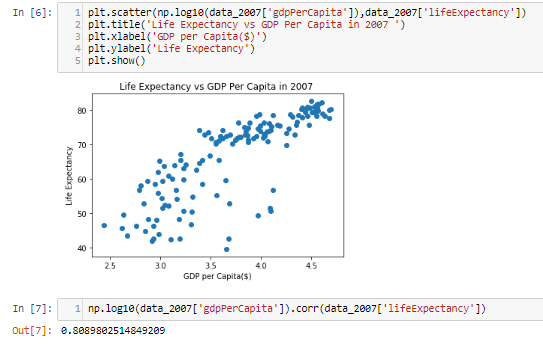 In [6]:
1 plt.scatter(np.log10(data_2007['gdpPerCapita']),data_2007['lifeExpectancy'])
2 plt.title('Life Expectancy vs GDP Per Capita in 2007 ')
3 plt.xlabel('GDP per Capita($)')
4 plt.ylabel('Life Expectancy')
5 plt.show()
Life Expectancy vs GDP Per Capita in 2007
80
70
60
50
40
Life Expectancy
2.5 3.0 3.5 4.0 4.5
GDP per Capita($)
In [7]:
1 np.log10(data_2007['gdpPerCapita']).corr(data_2007['lifeExpectancy'])
Out[7]: 0.8089802514849209